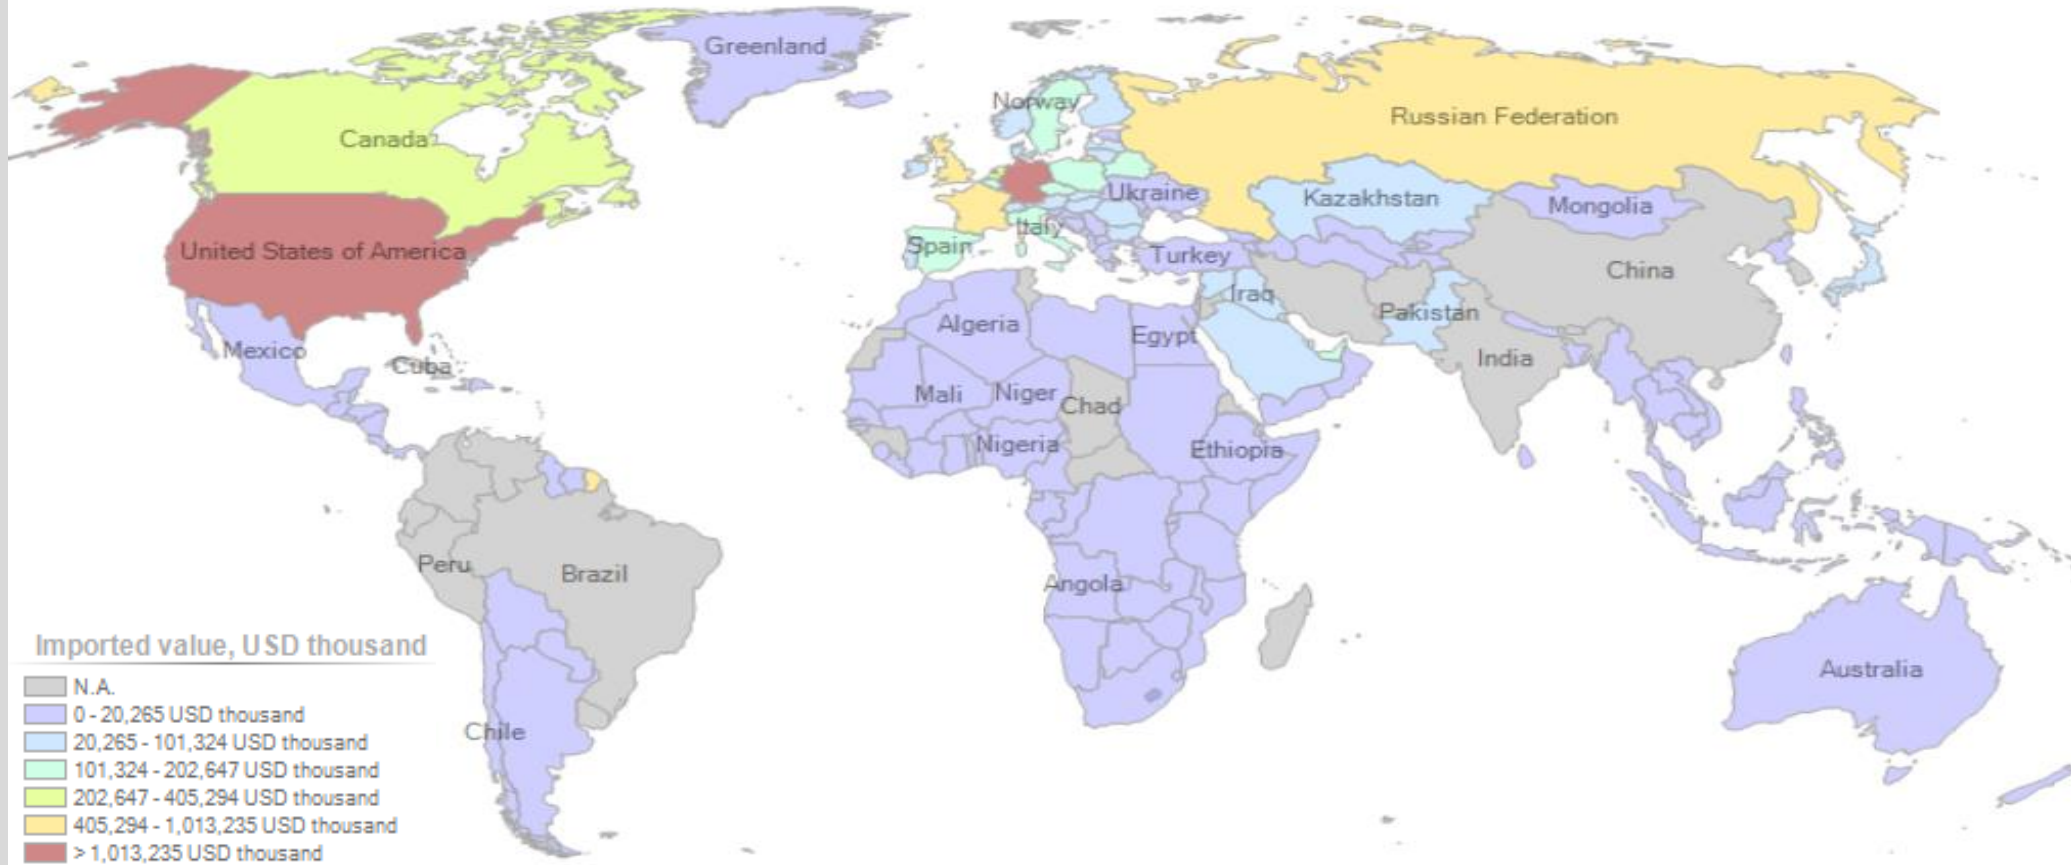 Greenland
Norway
Russian Federation
Canada
Ukraine
Kazakhstan
Mongolia
United States of America
Spain
Italy
Turkey
China
Iraq
Pakistan
Mexico
Algeria
Egypt
India
Cuba
Mali
Niger
Chad
Nigeria
Ethiopia
Peru
Brazil
Angola
Australia
Chile
Imported value, USD thousand
N.A.
0 - 20,265 USD thousand
20,265 - 101,324 USD thousand
101,324 - 202,647 USD thousand
202,647 - 405,294 USD thousand
405,294 - 1,013,235 USD thousand
> 1,013,235 USD thousand